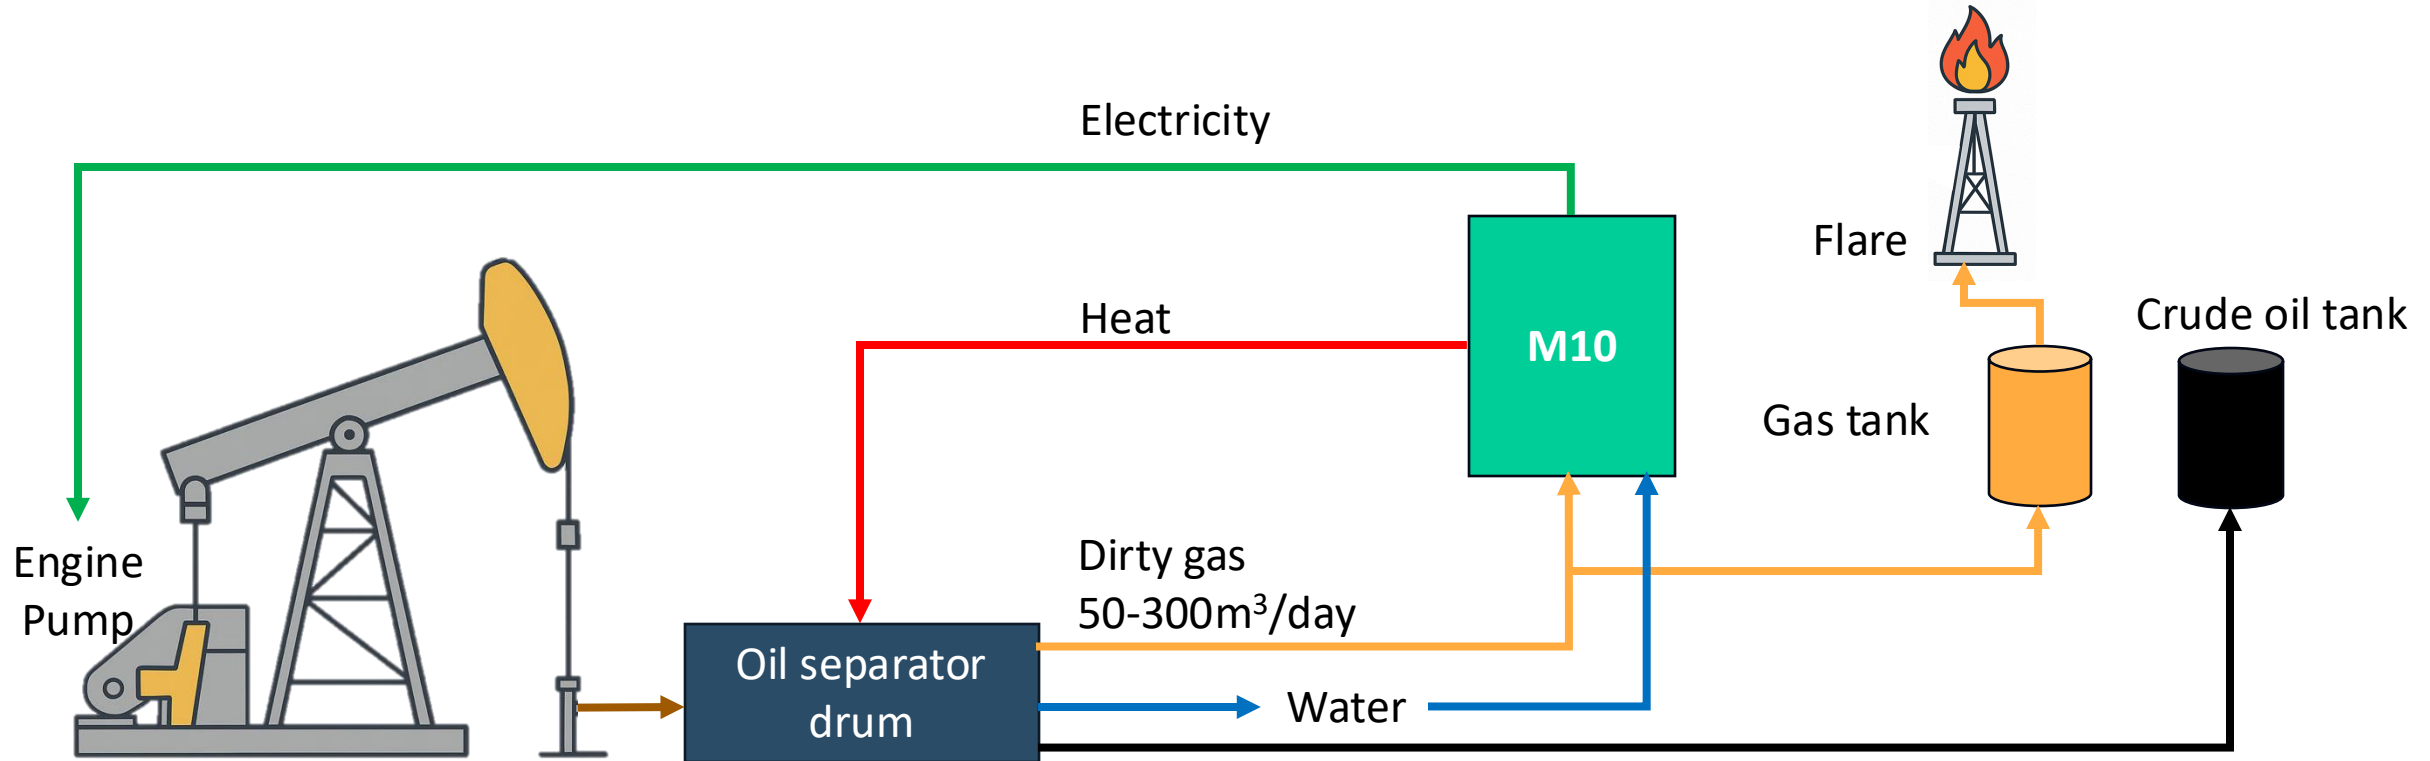 Electricity
Flare
Heat
M10
Crude oil tank
Gas tank
Engine
Pump
Dirty gas
50-300m³/day
Oil separator
drum
Water